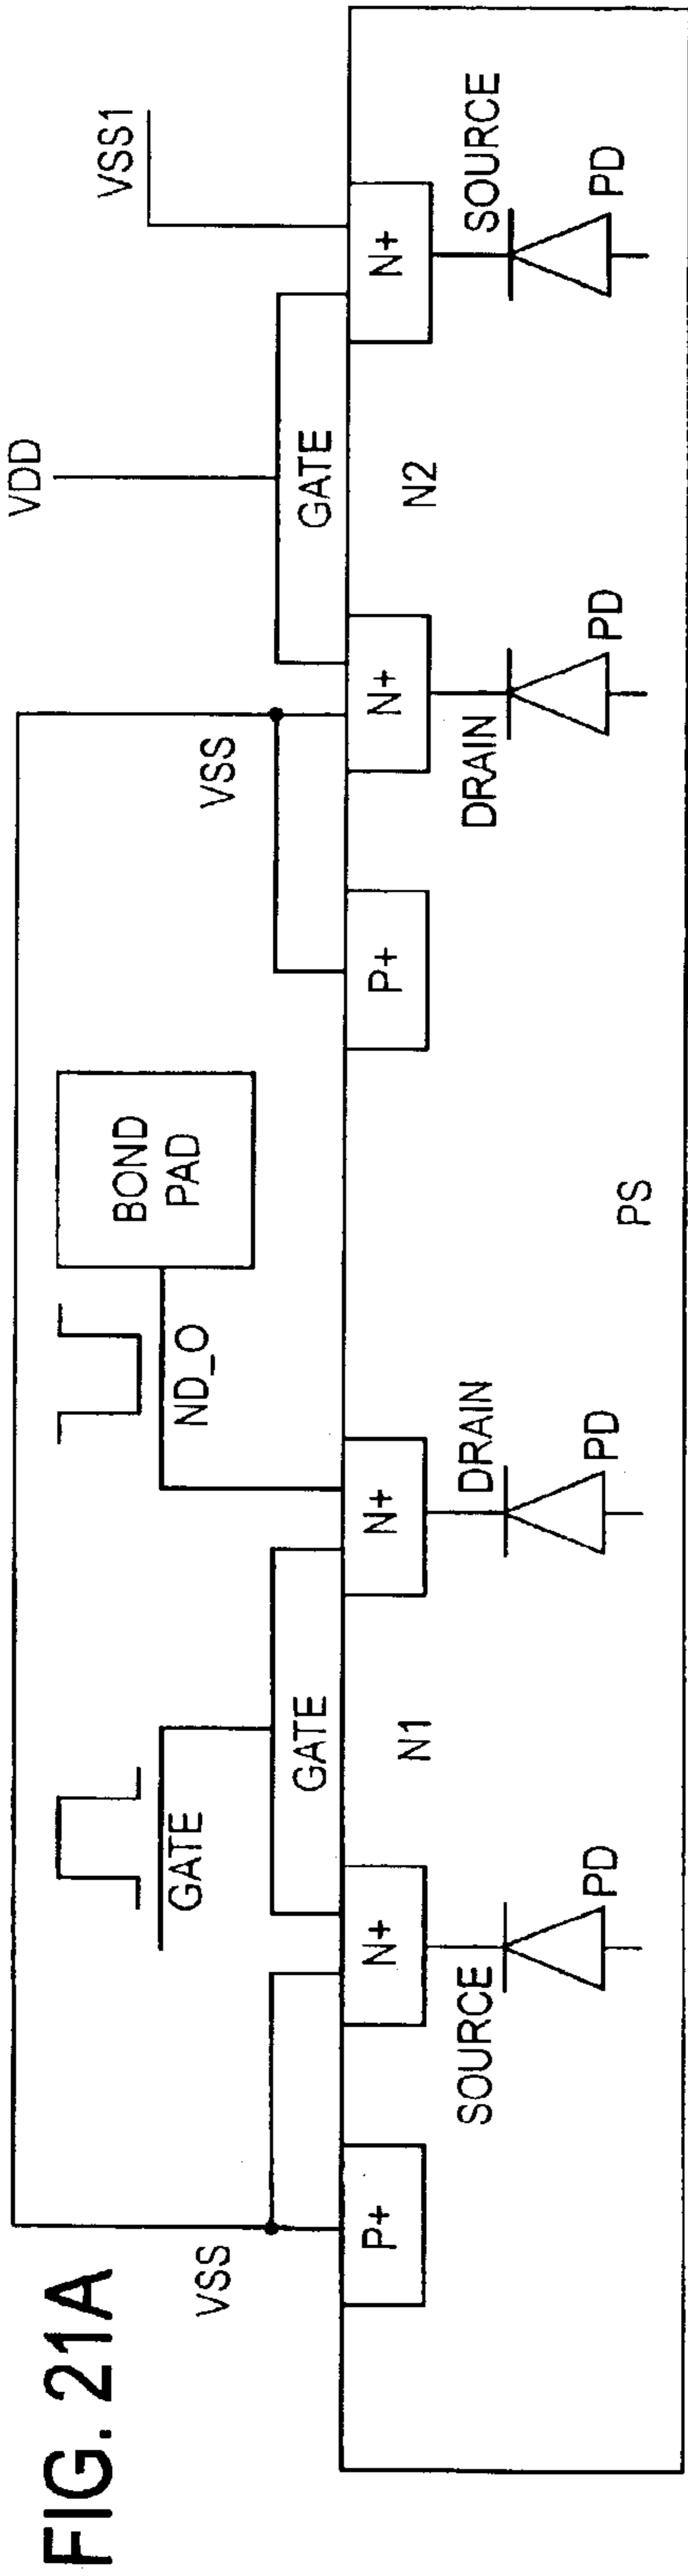 FIG. 21A
VDD
VSS1
BOND
PAD
GATE
ND_O
VSS
VSS
GATE
GATE
P+
N+
N+
P+
N+
N+
SOURCE
N1
DRAIN
DRAIN
N2
SOURCE
PD
PD
PS
PD
PD